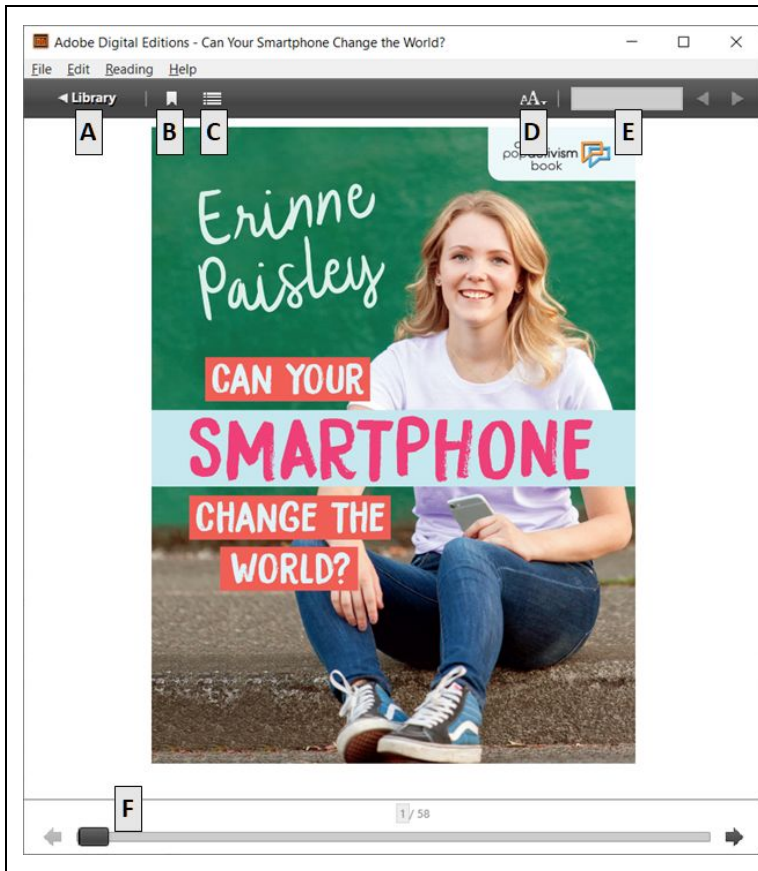 Adobe Digital Editions - Can Your Smartphone Change the World?
File Edit Reading Help
Library
A
B
C
D
E
book
Erinne
Paisley
CAN YOUR
SMARTPHONE
CHANGE THE
WORLD?
F
1 / 58